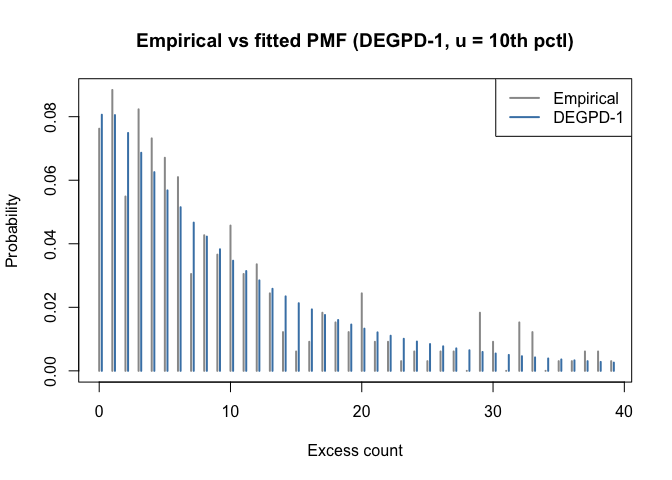 Empirical vs fitted PMF (DEGPD-1, u = 10th pctl)
Empirical
DEGPD-1
Probability
0.08
0.06
0.04
0.02
0.00
0 10 20 30 40
Excess count